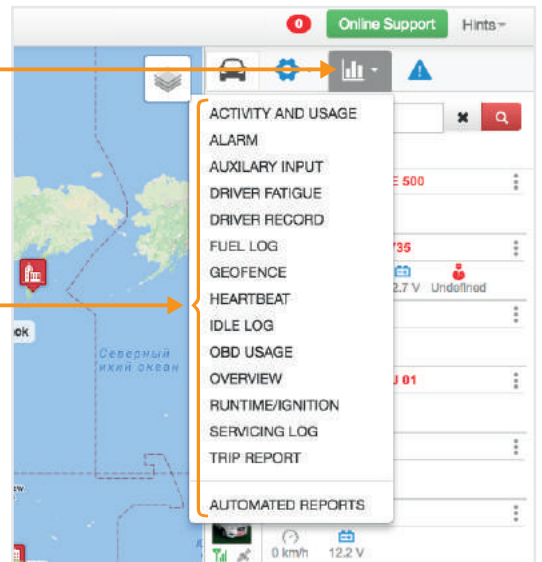 0 Online Support Hints
ACTIVITY AND USAGE
ALARM
AUXILARY INPUT
DRIVER FATIGUE
E 500
DRIVER RECORD
FUEL LOG
735
GEOFENCE
HEARTBEAT
2.7 V Undefined
IDLE LOG
ok
OBD USAGE
Северный
ихий океан
OVERVIEW
J 01
RUNTIME/IGNITION
SERVICING LOG
TRIP REPORT
AUTOMATED REPORTS
0 km/h 12.2 V